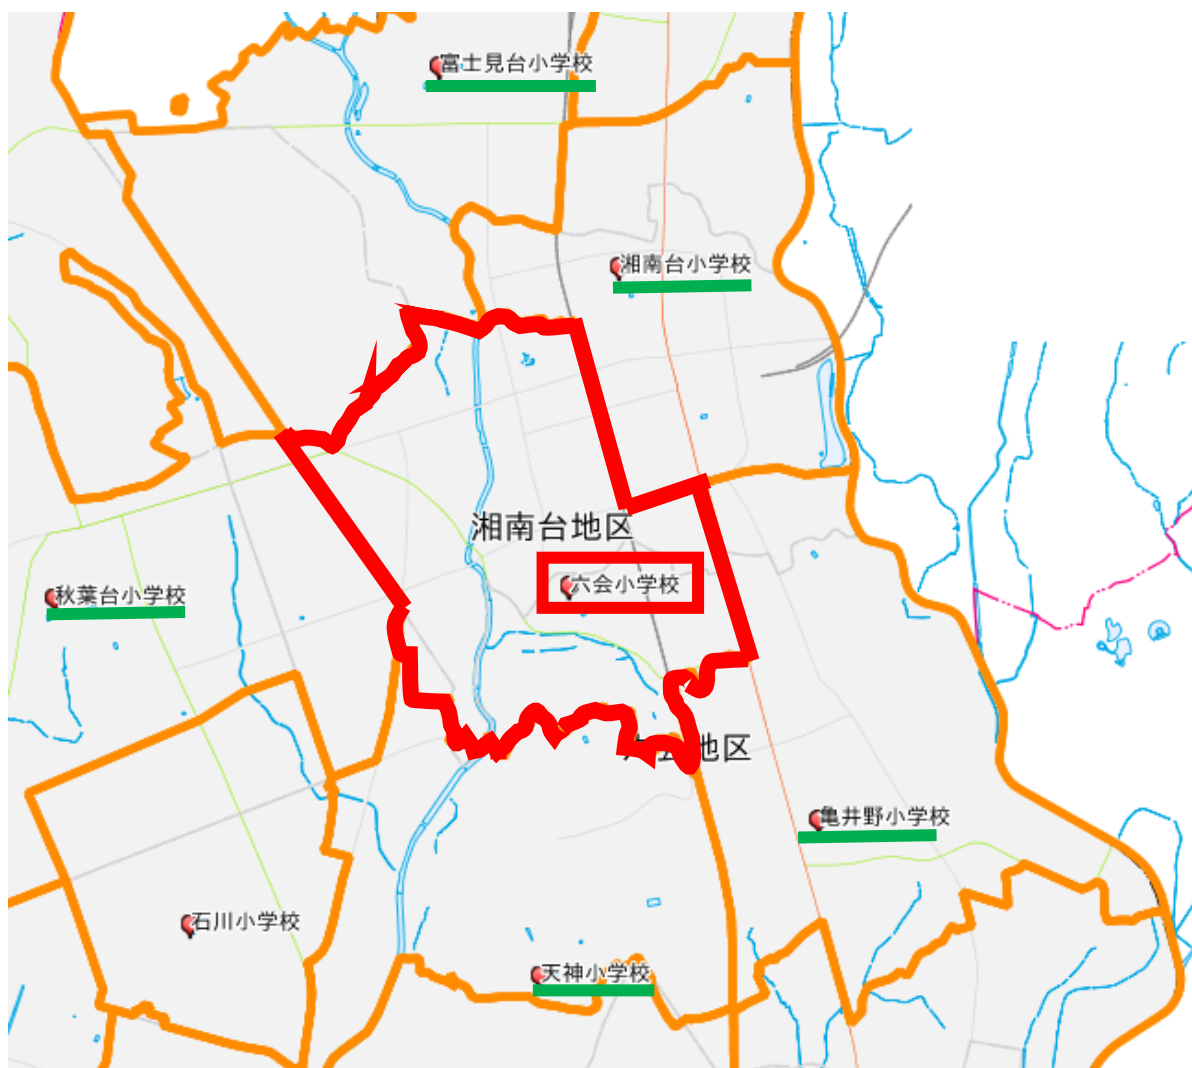 富士見台小学校
湘南台小学校
湘南台地区
六会小学校
秋葉台小学校
六会地区
亀井野小学校
石川小学校
天神小学校